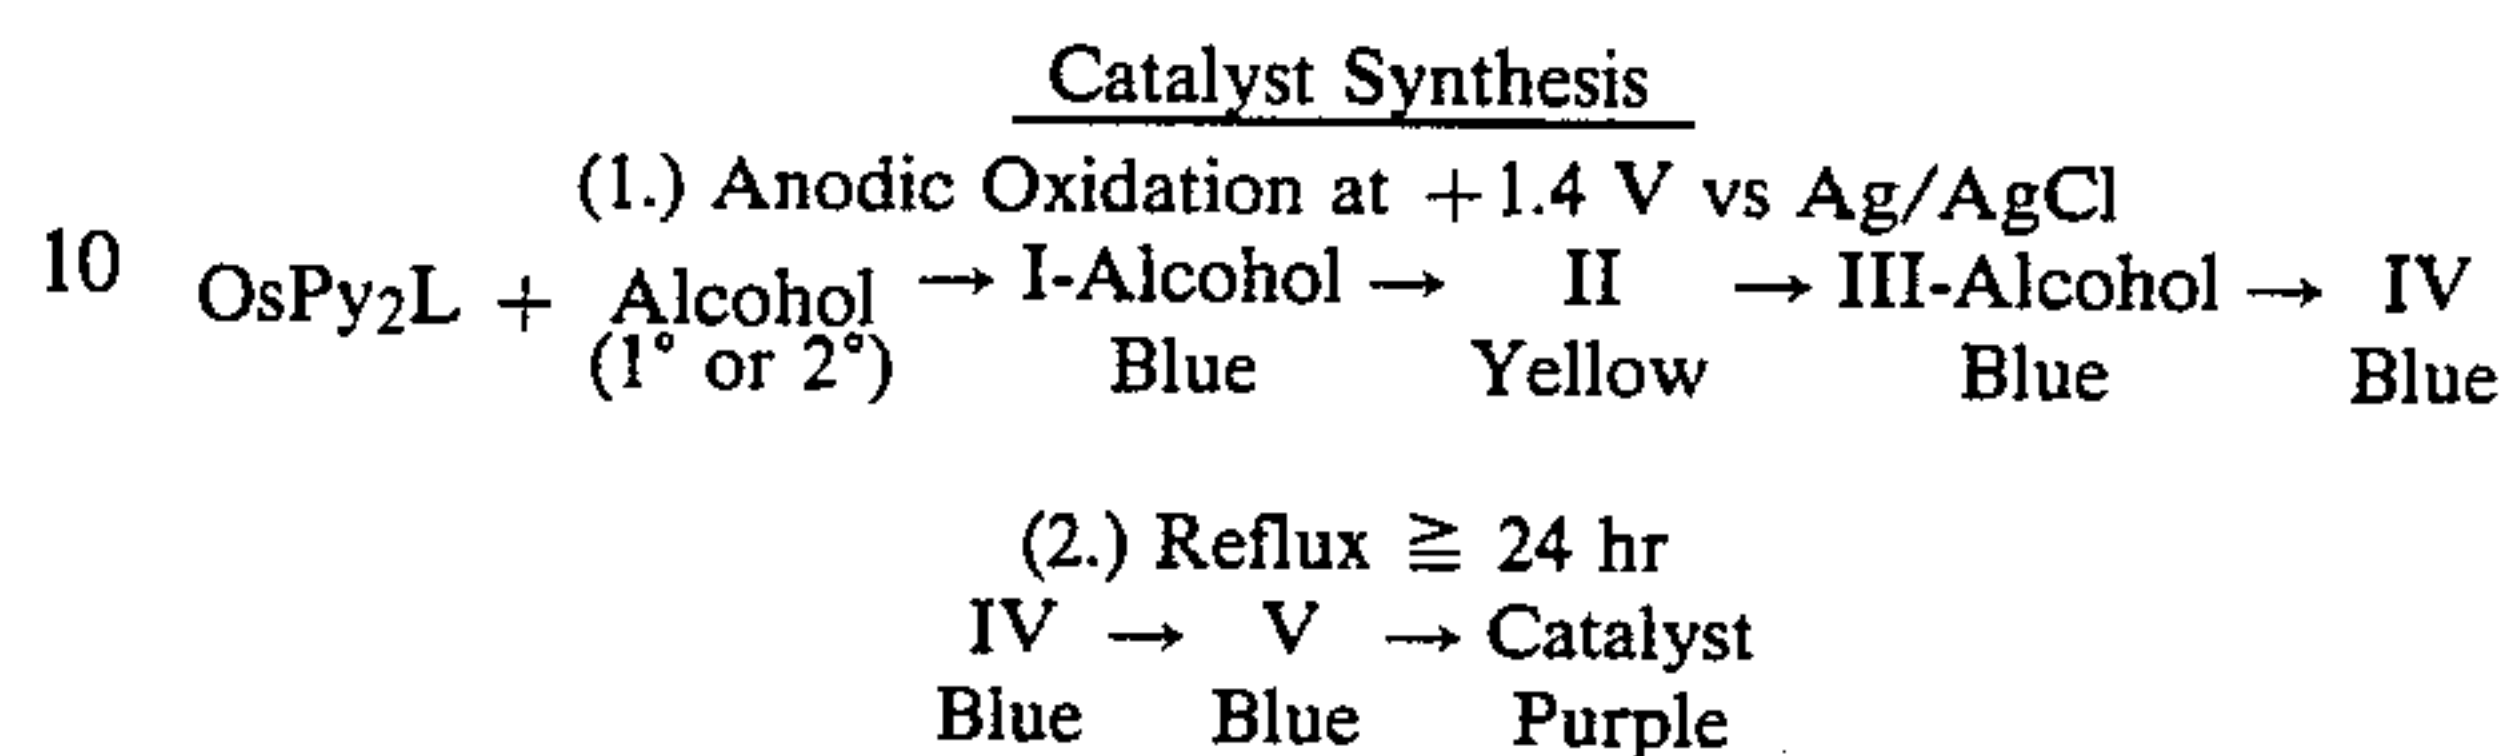 Catalyst Synthesis
(1.) Anodic Oxidation at +1.4 V vs Ag/AgCl
10 OsPy₂L + Alcohol → I-Alcohol → II → III-Alcohol → IV
(1° or 2°) Blue Yellow Blue Blue
(2.) Reflux ≧ 24 hr
IV → V → Catalyst
Blue Blue Purple